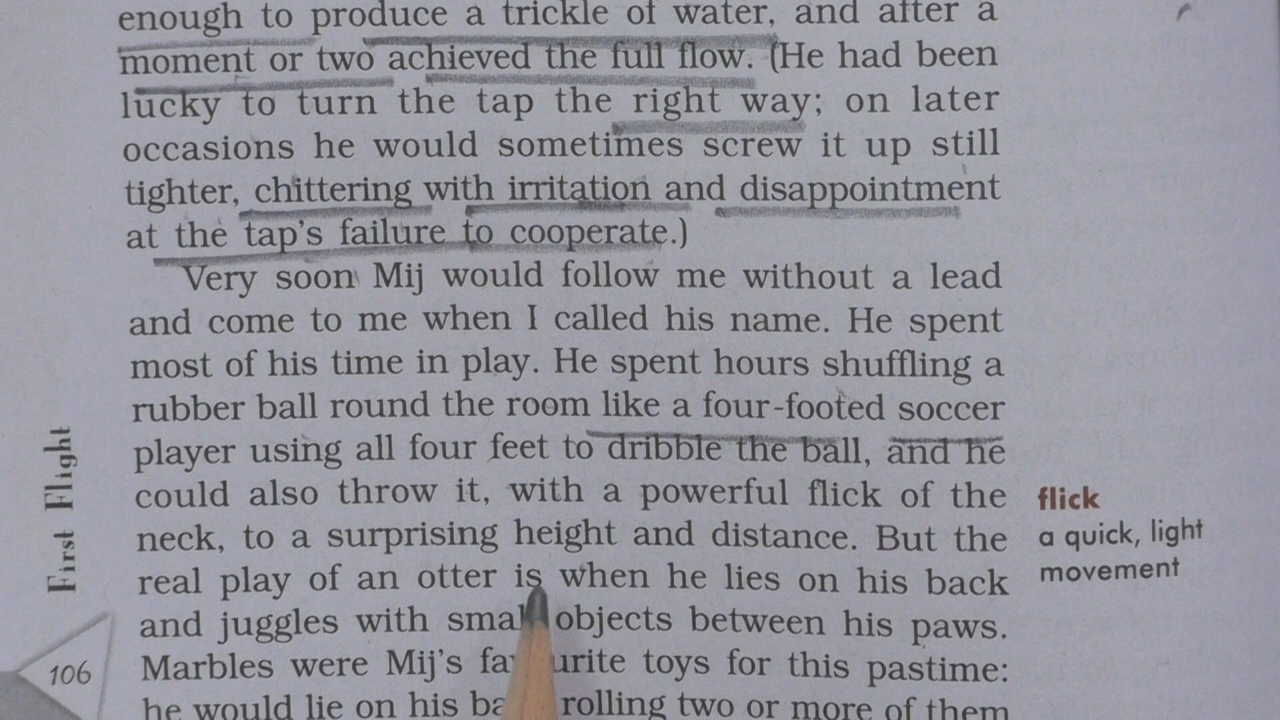 enough to produce a trickle of water, and after a
moment or two achieved the full flow. (He had been
lucky to turn the tap the right way; on later
occasions he would sometimes screw it up still
tighter, chittering with irritation and disappointment
at the tap's failure to cooperate.)
Very soon Mij would follow me without a lead
and come to me when I called his name. He spent
most of his time in play. He spent hours shuffling a
rubber ball round the room like a four-footed soccer
player using all four feet to dribble the ball, and he
could also throw it, with a powerful flick of the
neck, to a surprising height and distance. But the
real play of an otter is when he lies on his back
and juggles with small objects between his paws.
Marbles were Mij's favourite toys for this pastime:
he would lie on his back rolling two or more of them
flick
a quick, light
movement
First Flight
106